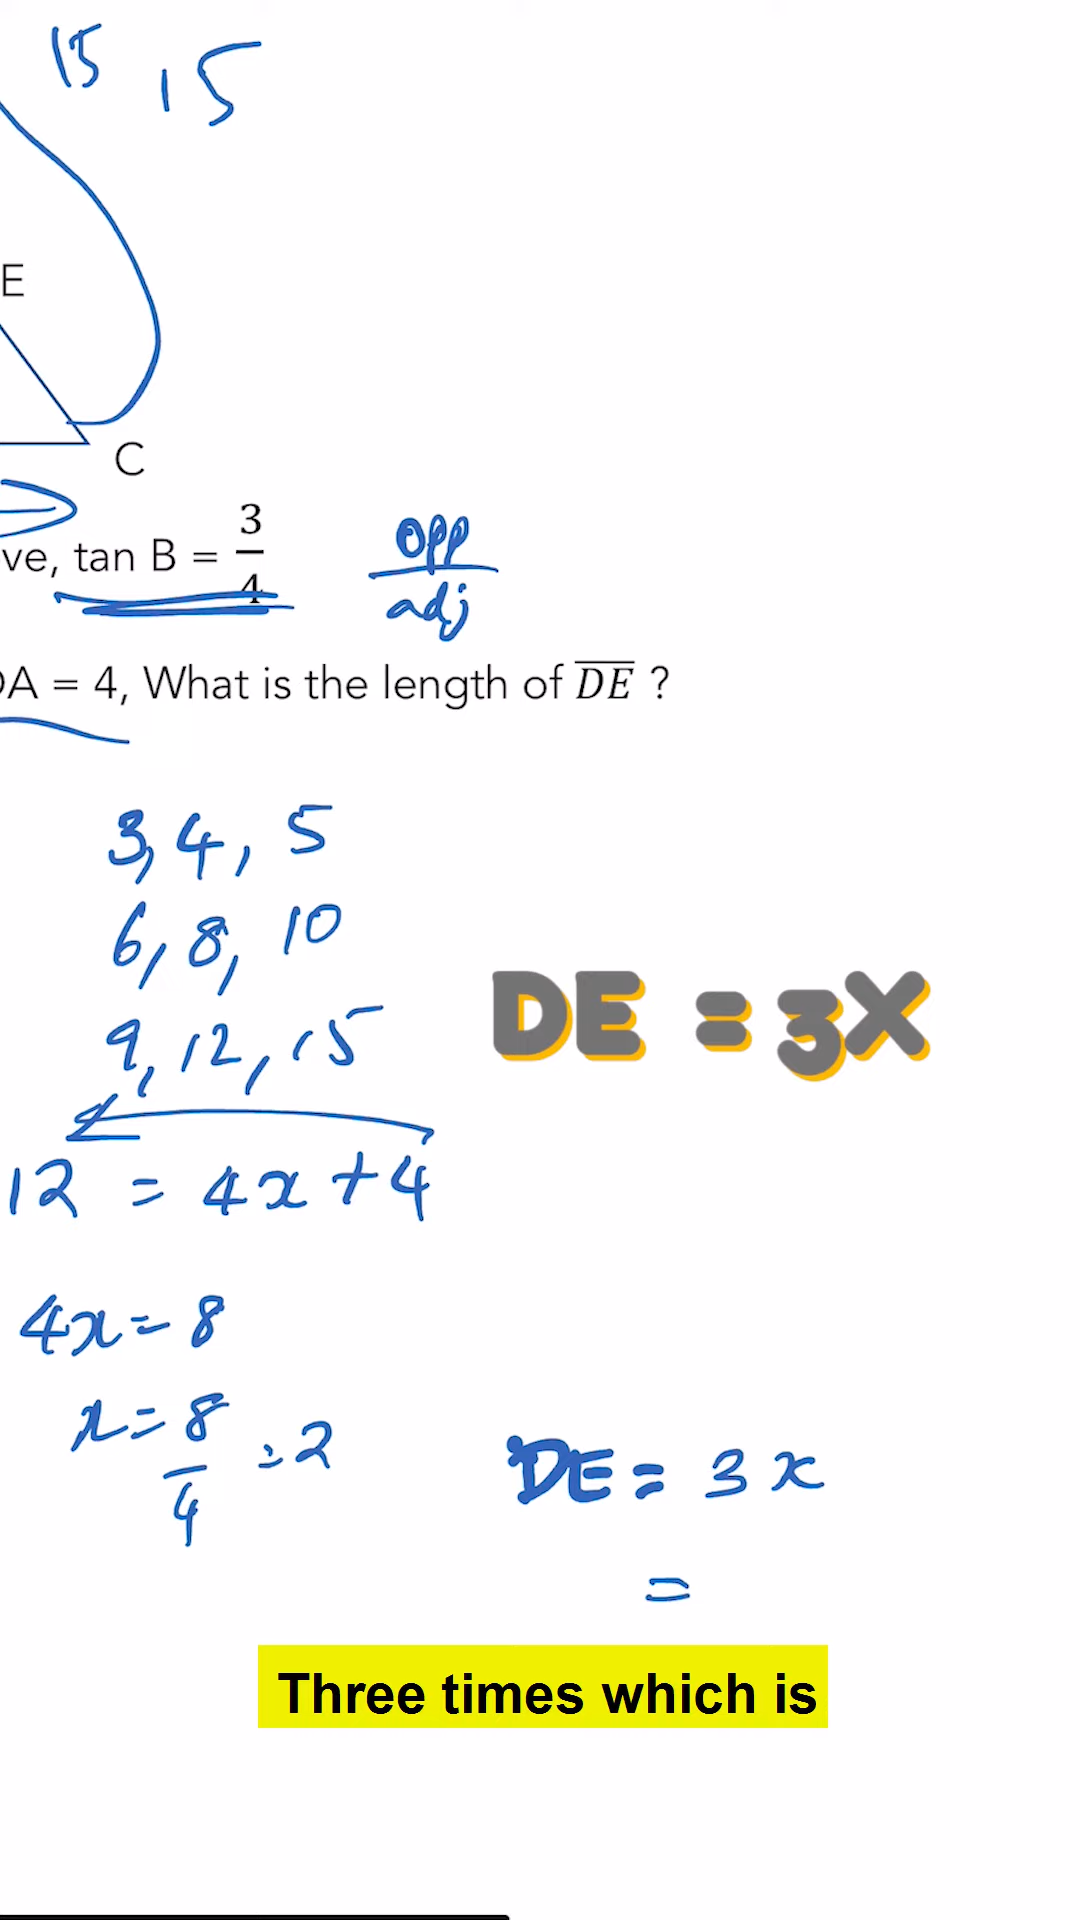 15 15
E
C
ve, tan B = 3/4
opp
adj
A = 4, What is the length of DE ?
3, 4, 5
6, 8, 10
9, 12, 15
DE = 3X
12 = 4x + 4
4x = 8
x = 8/4 = 2
DE = 3x
=
Three times which is